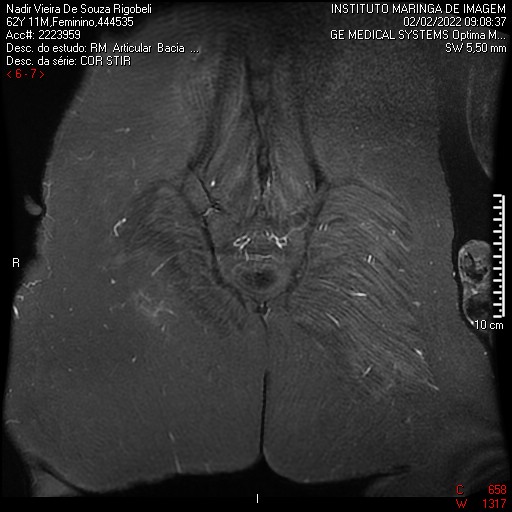 Nadir Vieira De Souza Rigobeli
62Y 11M,Feminino,444535
Acc#: 2223959
Desc. do estudo: RM Articular Bacia ...
Desc. da série: COR STIR
< 6 - 7 >
INSTITUTO MARINGA DE IMAGEM
02/02/2022 09:08:37
GE MEDICAL SYSTEMS Optima M...
SW 5,50 mm
R
10 cm
C 658
W 1317